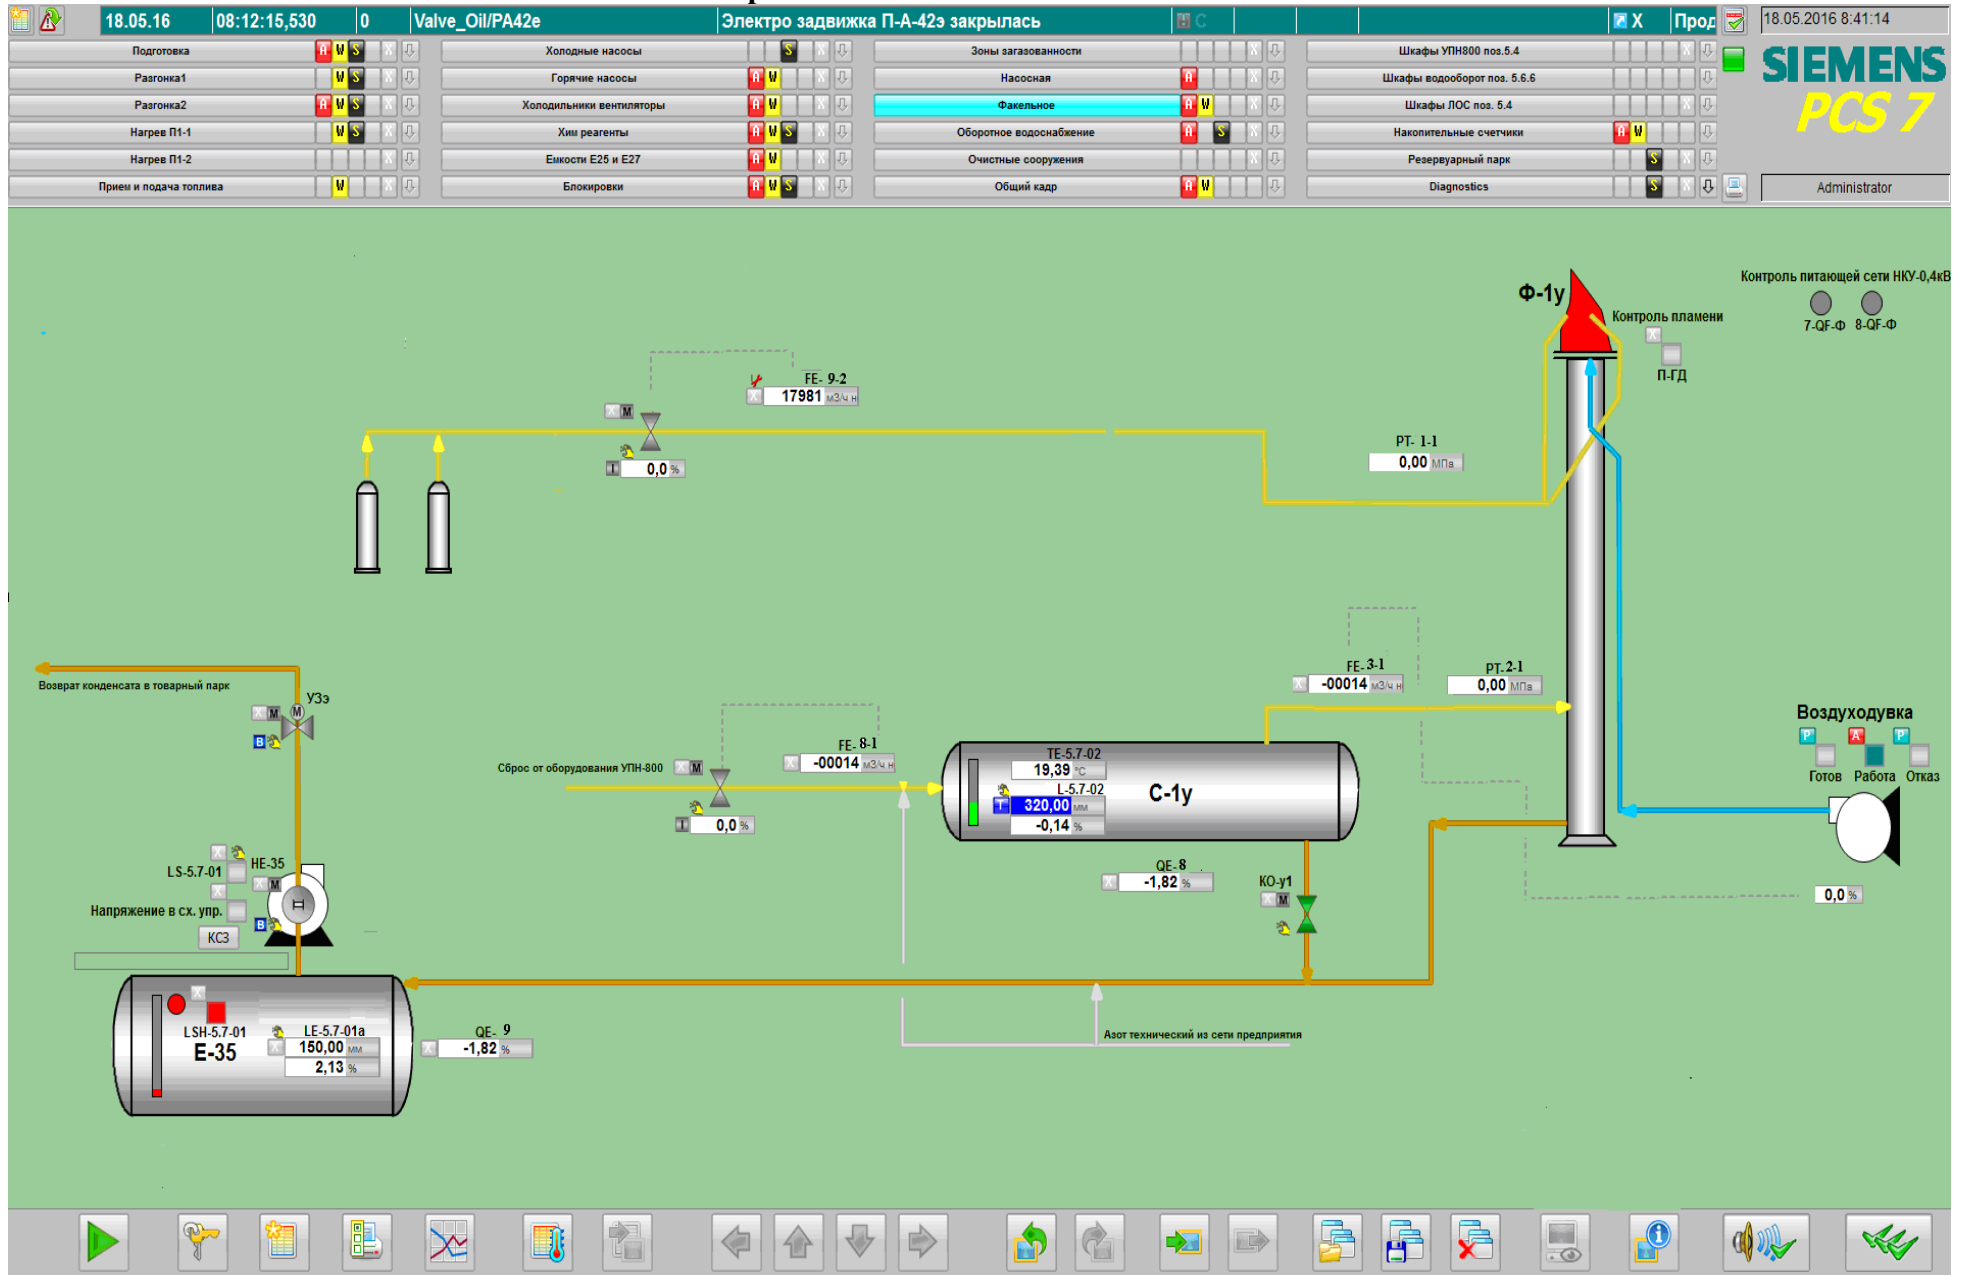 18.05.16 08:12:15,530 0 Valve_Oil/PA42e Электро задвижка П-А-42э закрылась C X Прод 18.05.2016 8:41:14
Подготовка A W S X Холодные насосы S X Зоны загазованности X Шкафы УПН800 поз.5.4 X
SIEMENS
Разгонка1 W S X Горячие насосы A W X Насосная A X Шкафы водооборот поз. 5.6.6
PCS 7
Разгонка2 A W S X Холодильники вентиляторы A W X Факельное A W X Шкафы ЛОС поз. 5.4 X
Нагрев П1-1 W S X Хим реагенты A W S X Оборотное водоснабжение A S X Накопительные счетчики A W X
Нагрев П1-2 X Емкости Е25 и Е27 A W X Очистные сооружения X Резервуарный парк S X
Прием и подача топлива W X Блокировки A W S X Общий кадр A W X Diagnostics S X
Administrator
Контроль питающей сети НКУ-0,4кВ
7-QF-Ф 8-QF-Ф
Ф-1у
Контроль пламени
X
П-ГД
FE- 9-2
X 17981 м3/ч н
X M
I 0,0 %
PT- 1-1
0,00 МПа
Возврат конденсата в товарный парк
УЗэ
X M M
B
FE- 3-1
X -00014 м3/ч н
PT-2-1
0,00 МПа
Воздуходувка
P A P
Готов Работа Отказ
FE- 8-1
X -00014 м3/ч н
Сброс от оборудования УПН-800 X M
I 0,0 %
TE-5.7-02
19,39 °C
L-5.7-02
T 320,00 мм
-0,14 %
С-1у
X
LS-5.7-01
НЕ-35
X X M
Напряжение в сх. упр.
B
КСЗ
QE- 8
X -1,82 %
КО-у1
X M
0,0 %
X
LSH-5.7-01
E-35
LE-5.7-01a
X 150,00 мм
2,13 %
QE- 9
X -1,82 %
Азот технический из сети предприятия